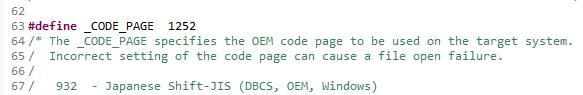 62
63 #define _CODE_PAGE 1252
64 /* The _CODE_PAGE specifies the OEM code page to be used on the target system.
65 / Incorrect setting of the code page can cause a file open failure.
66 /
67 /   932  - Japanese Shift-JIS (DBCS, OEM, Windows)